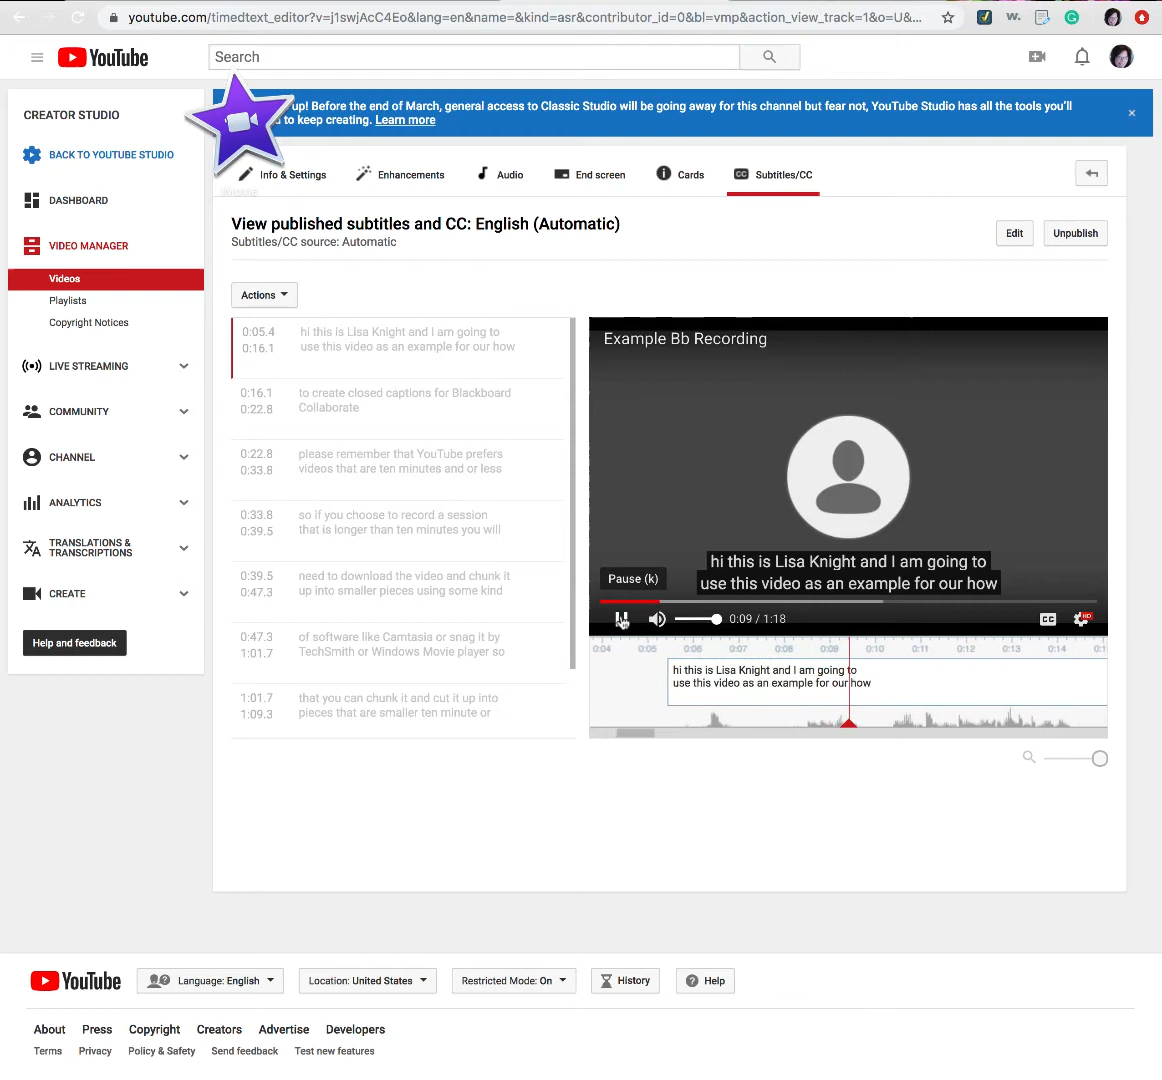 youtube.com/timedtext_editor?v=j1swjAcC4Eo&lang=en&name=&kind=asr&contributor_id=0&bl=vmp&action_view_track=1&o=U&...
W.
YouTube
Search
CREATOR STUDIO
BACK TO YOUTUBE STUDIO
DASHBOARD
VIDEO MANAGER
Videos
Playlists
Copyright Notices
LIVE STREAMING
COMMUNITY
CHANNEL
ANALYTICS
TRANSLATIONS &
TRANSCRIPTIONS
CREATE
Help and feedback
up! Before the end of March, general access to Classic Studio will be going away for this channel but fear not, YouTube Studio has all the tools you'll
to keep creating. Learn more
Info & Settings
Enhancements
Audio
End screen
Cards
CC Subtitles/CC
View published subtitles and CC: English (Automatic)
Subtitles/CC source: Automatic
Edit
Unpublish
Actions
0:05.4 hi this is Lisa Knight and I am going to
0:16.1 use this video as an example for our how
0:16.1 to create closed captions for Blackboard
0:22.8 Collaborate
0:22.8 please remember that YouTube prefers
0:33.8 videos that are ten minutes and or less
0:33.8 so if you choose to record a session
0:39.5 that is longer than ten minutes you will
0:39.5 need to download the video and chunk it
0:47.3 up into smaller pieces using some kind
0:47.3 of software like Camtasia or snag it by
1:01.7 TechSmith or Windows Movie player so
1:01.7 that you can chunk it and cut it up into
1:09.3 pieces that are smaller ten minute or
Example Bb Recording
hi this is Lisa Knight and I am going to
use this video as an example for our how
Pause (k)
0:09 / 1:18
CC
HD
0:04 0:05 0:06 0:07 0:08 0:09 0:10 0:11 0:12 0:13 0:14 0:1
hi this is Lisa Knight and I am going to
use this video as an example for our how
YouTube
Language: English
Location: United States
Restricted Mode: On
History
Help
About Press Copyright Creators Advertise Developers
Terms Privacy Policy & Safety Send feedback Test new features